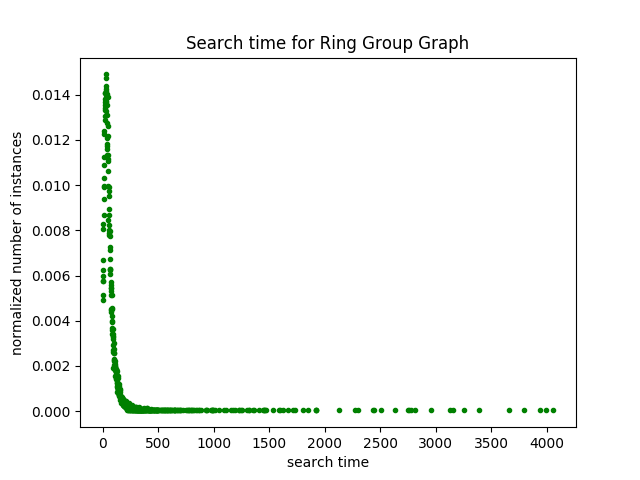 Search time for Ring Group Graph
normalized number of instances
0.014
0.012
0.010
0.008
0.006
0.004
0.002
0.000
0 500 1000 1500 2000 2500 3000 3500 4000
search time